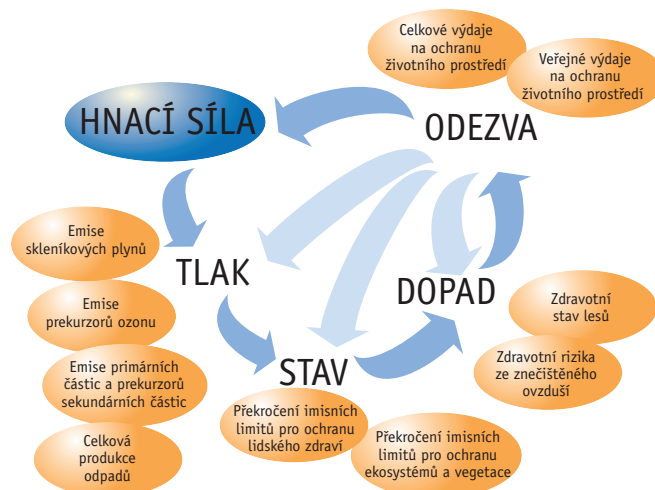 Celkové výdaje
na ochranu
životního prostředí
Veřejné výdaje
na ochranu
životního prostředí
HNACÍ SÍLA
ODEZVA
Emise
skleníkových plynů
TLAK
DOPAD
Emise
prekurzorů ozonu
Zdravotní
stav lesů
Emise primárních
částic a prekurzorů
sekundárních částic
STAV
Zdravotní rizika
ze znečištěného
ovzduší
Překročení imisních
limitů pro ochranu
lidského zdraví
Překročení imisních
limitů pro ochranu
ekosystémů a vegetace
Celková
produkce
odpadů